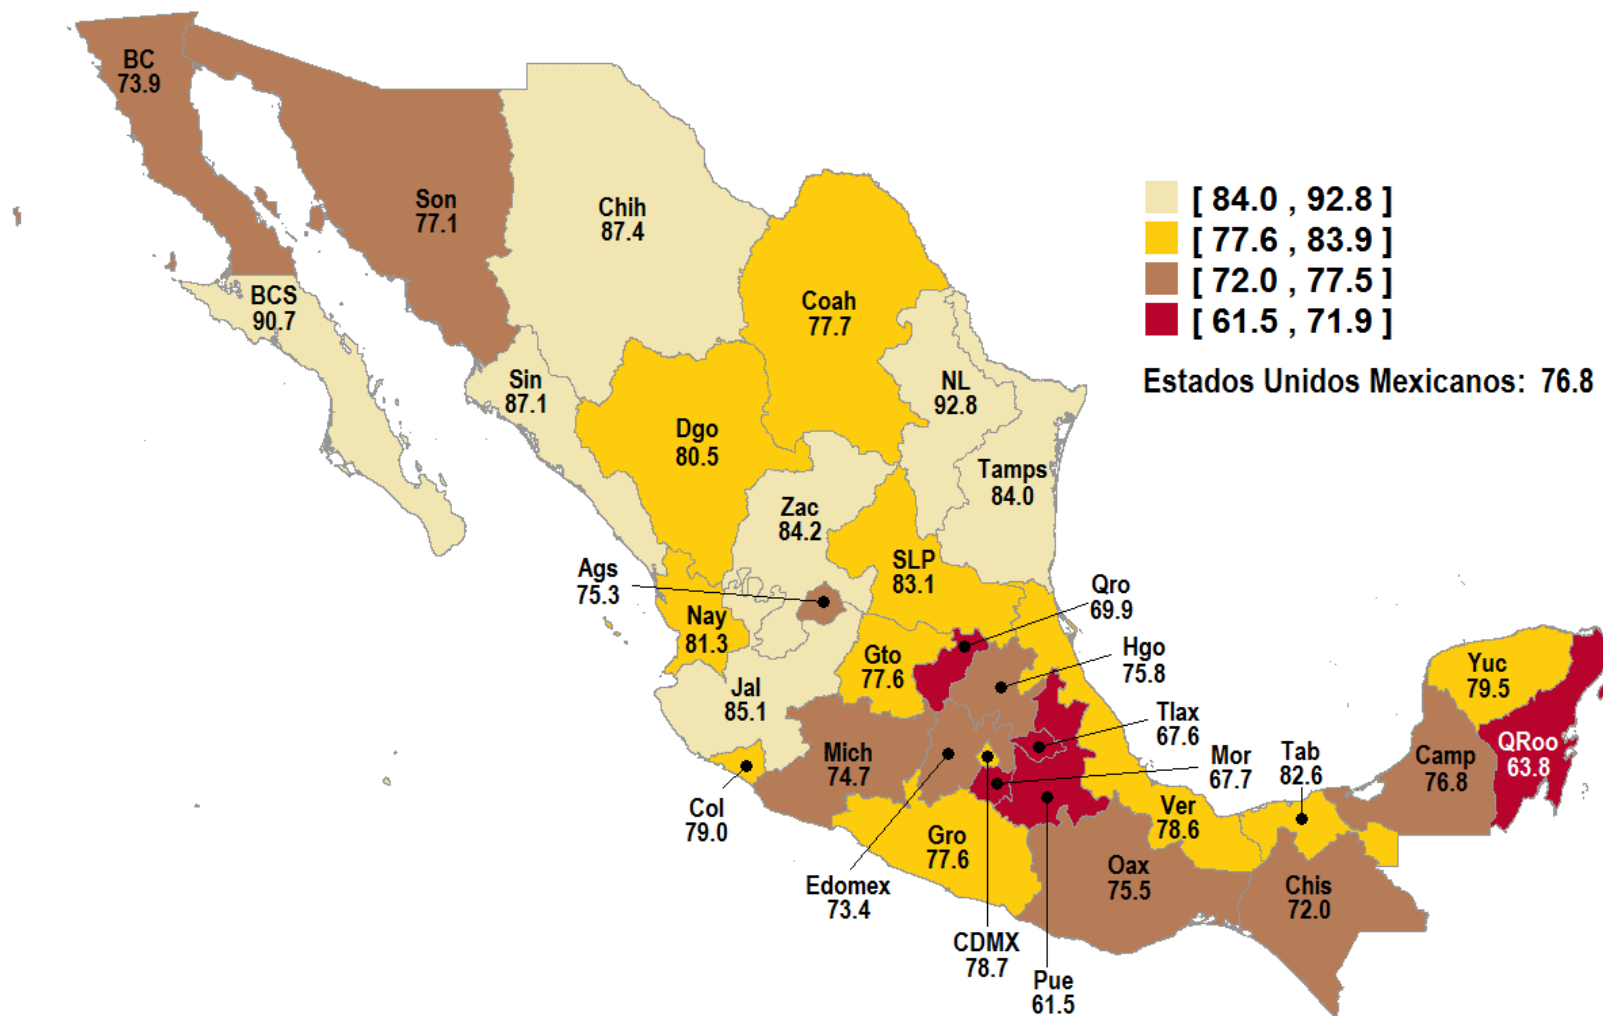 BC
73.9
Son
77.1
Chih
87.4
[ 84.0 , 92.8 ]
[ 77.6 , 83.9 ]
[ 72.0 , 77.5 ]
[ 61.5 , 71.9 ]
Estados Unidos Mexicanos: 76.8
BCS
90.7
Coah
77.7
Sin
87.1
NL
92.8
Dgo
80.5
Tamps
84.0
Zac
84.2
SLP
83.1
Ags
75.3
Qro
69.9
Nay
81.3
Gto
77.6
Hgo
75.8
Yuc
79.5
Jal
85.1
Tlax
67.6
Mich
74.7
Mor
67.7
Tab
82.6
Camp
76.8
QRoo
63.8
Col
79.0
Ver
78.6
Gro
77.6
Oax
75.5
Chis
72.0
Edomex
73.4
CDMX
78.7
Pue
61.5